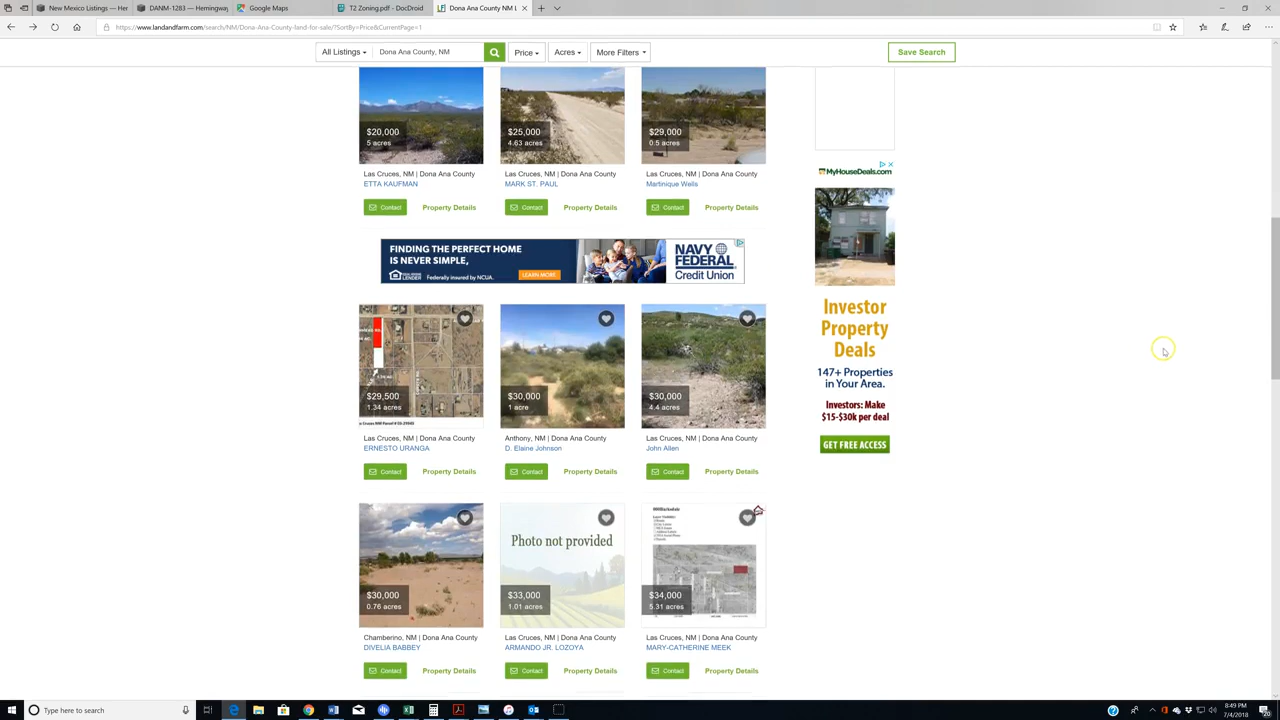 Market Listings | New Mexico L | Her
DANM-1283 — Hemingway
Google Maps
T2 Zoning | El Paso, TX
Dona Ana County NM L
https://www.landandfarm.com/search/NM/Dona-Ana-County-land-for-sale/?SortBy=Price&CurrentPage=1
All Listings
Dona Ana County, NM
Price
Acres
More Filters
Save Search
$20,000
5 acres
$25,000
4.63 acres
$29,000
0.5 acres
Las Cruces, NM | Dona Ana County
ETTA KAUFMAN
Las Cruces, NM | Dona Ana County
MARK ST. PAUL
Las Cruces, NM | Dona Ana County
Martinique Wells
Contact
Property Details
Contact
Property Details
Contact
Property Details
MyHouseDeals.com
FINDING THE PERFECT HOME
IS NEVER SIMPLE,
Federally insured by NCUA.
LEARN MORE
NAVY
FEDERAL
Credit Union
Investor
Property
Deals
147+ Properties
in Your Area.
Investors: Make
$15-$30k per deal
GET FREE ACCESS
$29,500
1.34 acres
$30,000
1 acre
$30,000
4.4 acres
Las Cruces, NM | Dona Ana County
ERNESTO URANGA
Anthony, NM | Dona Ana County
D. Elaine Johnson
Las Cruces, NM | Dona Ana County
John Allen
Contact
Property Details
Contact
Property Details
Contact
Property Details
$30,000
0.76 acres
Photo not provided
$33,000
1.01 acres
$34,000
5.31 acres
Chamberino, NM | Dona Ana County
DIVELIA BABBEY
Las Cruces, NM | Dona Ana County
ARMANDO JR. LOZOYA
Las Cruces, NM | Dona Ana County
MARY-CATHERINE MEEK
Contact
Property Details
Contact
Property Details
Contact
Property Details
Type here to search
8:49 PM
7/4/2018